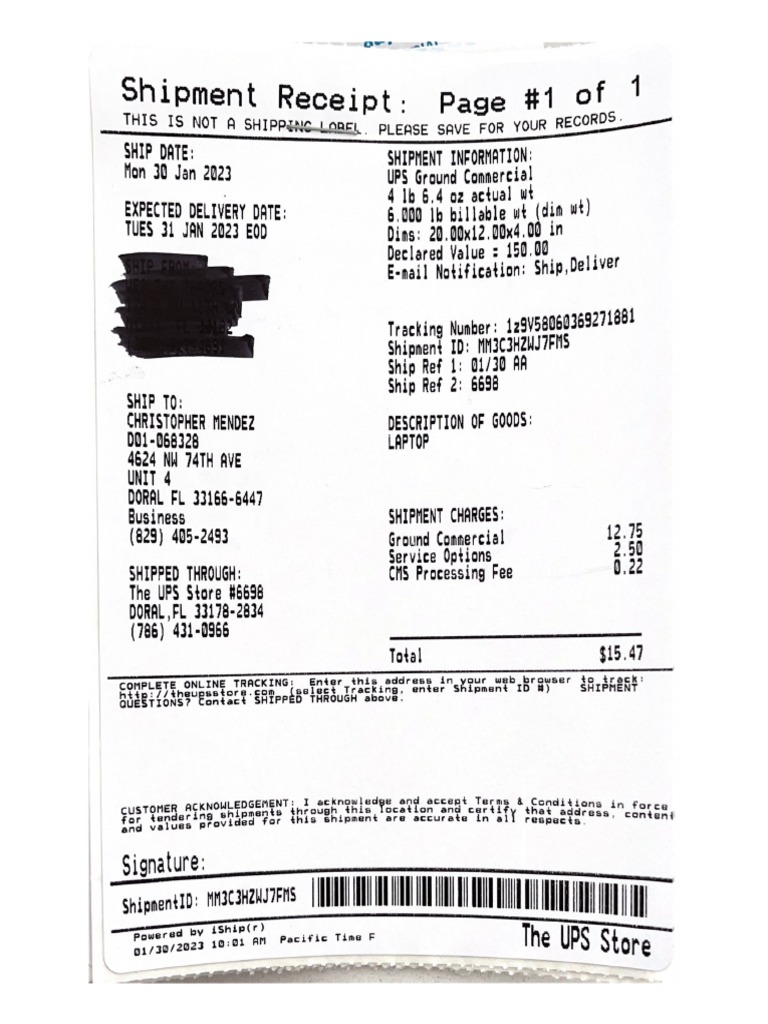 Shipment Receipt: Page #1 of 1
THIS IS NOT A SHIPPING LABEL. PLEASE SAVE FOR YOUR RECORDS.
SHIP DATE:
Mon 30 Jan 2023
EXPECTED DELIVERY DATE:
TUES 31 JAN 2023 EOD
SHIP FROM:
SHIP TO:
CHRISTOPHER MENDEZ
DO1-068328
4624 NW 74TH AVE
UNIT 4
DORAL FL 33166-6447
Business
(829) 405-2493
SHIPPED THROUGH:
The UPS Store #6698
DORAL,FL 33178-2834
(786) 431-0966
SHIPMENT INFORMATION:
UPS Ground Commercial
4 lb 6.4 oz actual wt
6.000 lb billable wt (dim wt)
Dims: 20.00x12.00x4.00 in
Declared Value = 150.00
E-mail Notification: Ship,Deliver
Tracking Number: 1z9V58060369271881
Shipment ID: MM3C3HZWJ7FMS
Ship Ref 1: 01/30 AA
Ship Ref 2: 6698
DESCRIPTION OF GOODS:
LAPTOP
SHIPMENT CHARGES:
Ground Commercial 12.75
Service Options 2.50
CMS Processing Fee 0.22
Total $15.47
COMPLETE ONLINE TRACKING: Enter this address in your web browser to track:
http://theupsstore.com (select Tracking, enter Shipment ID #) SHIPMENT
QUESTIONS? Contact SHIPPED THROUGH above.
CUSTOMER ACKNOWLEDGEMENT: I acknowledge and accept Terms & Conditions in force
for tendering shipments through this location and certify that address, content
and values provided for this shipment are accurate in all respects.
Signature:
ShipmentID: MM3C3HZWJ7FMS
Powered by iShip(r)
01/30/2023 10:01 AM Pacific Time F
The UPS Store